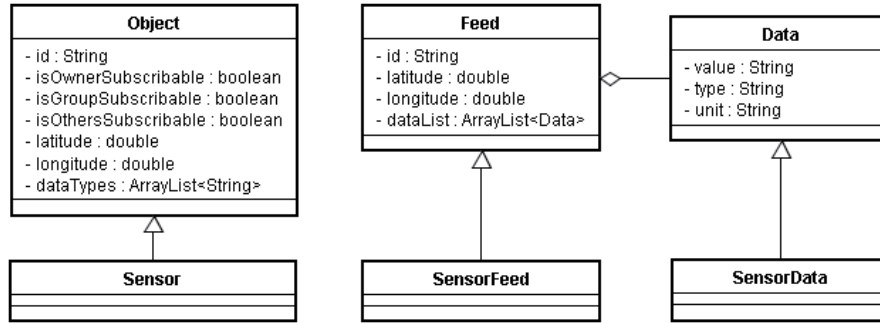 Object
- id : String
- isOwnerSubscribable : boolean
- isGroupSubscribable : boolean
- isOthersSubscribable : boolean
- latitude : double
- longitude : double
- dataTypes : ArrayList<String>
Sensor
Feed
- id : String
- latitude : double
- longitude : double
- dataList : ArrayList<Data>
SensorFeed
Data
- value : String
- type : String
- unit : String
SensorData